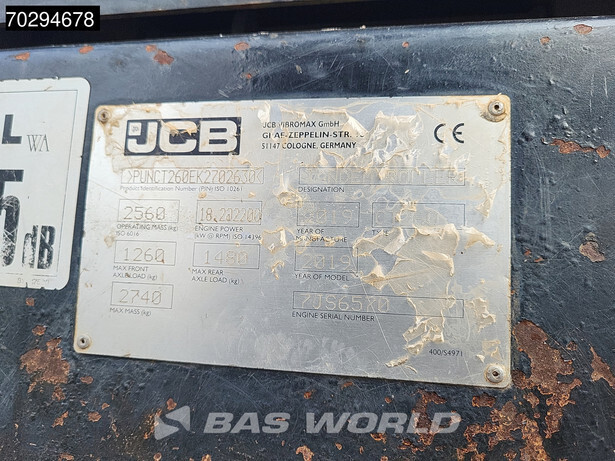 70294678
L
WA
dB
JCB
JCB VIBROMAX GmbH
GRAF-ZEPPELIN-STR.
51147 COLOGNE, GERMANY
CE
>PUNCT260EK2702630<
Product Identification Number (PIN) ISO 10261
DESIGNATION
2560
OPERATING MASS (kg)
ISO 6016
18.2@2200
ENGINE POWER
(kW @ RPM) ISO 14396
YEAR OF
MANUFACTURE
1260
MAX FRONT
AXLE LOAD (kg)
1480
MAX REAR
AXLE LOAD (kg)
2019
YEAR OF MODEL
2740
MAX MASS (kg)
ENGINE SERIAL NUMBER
400/S4971
BAS WORLD